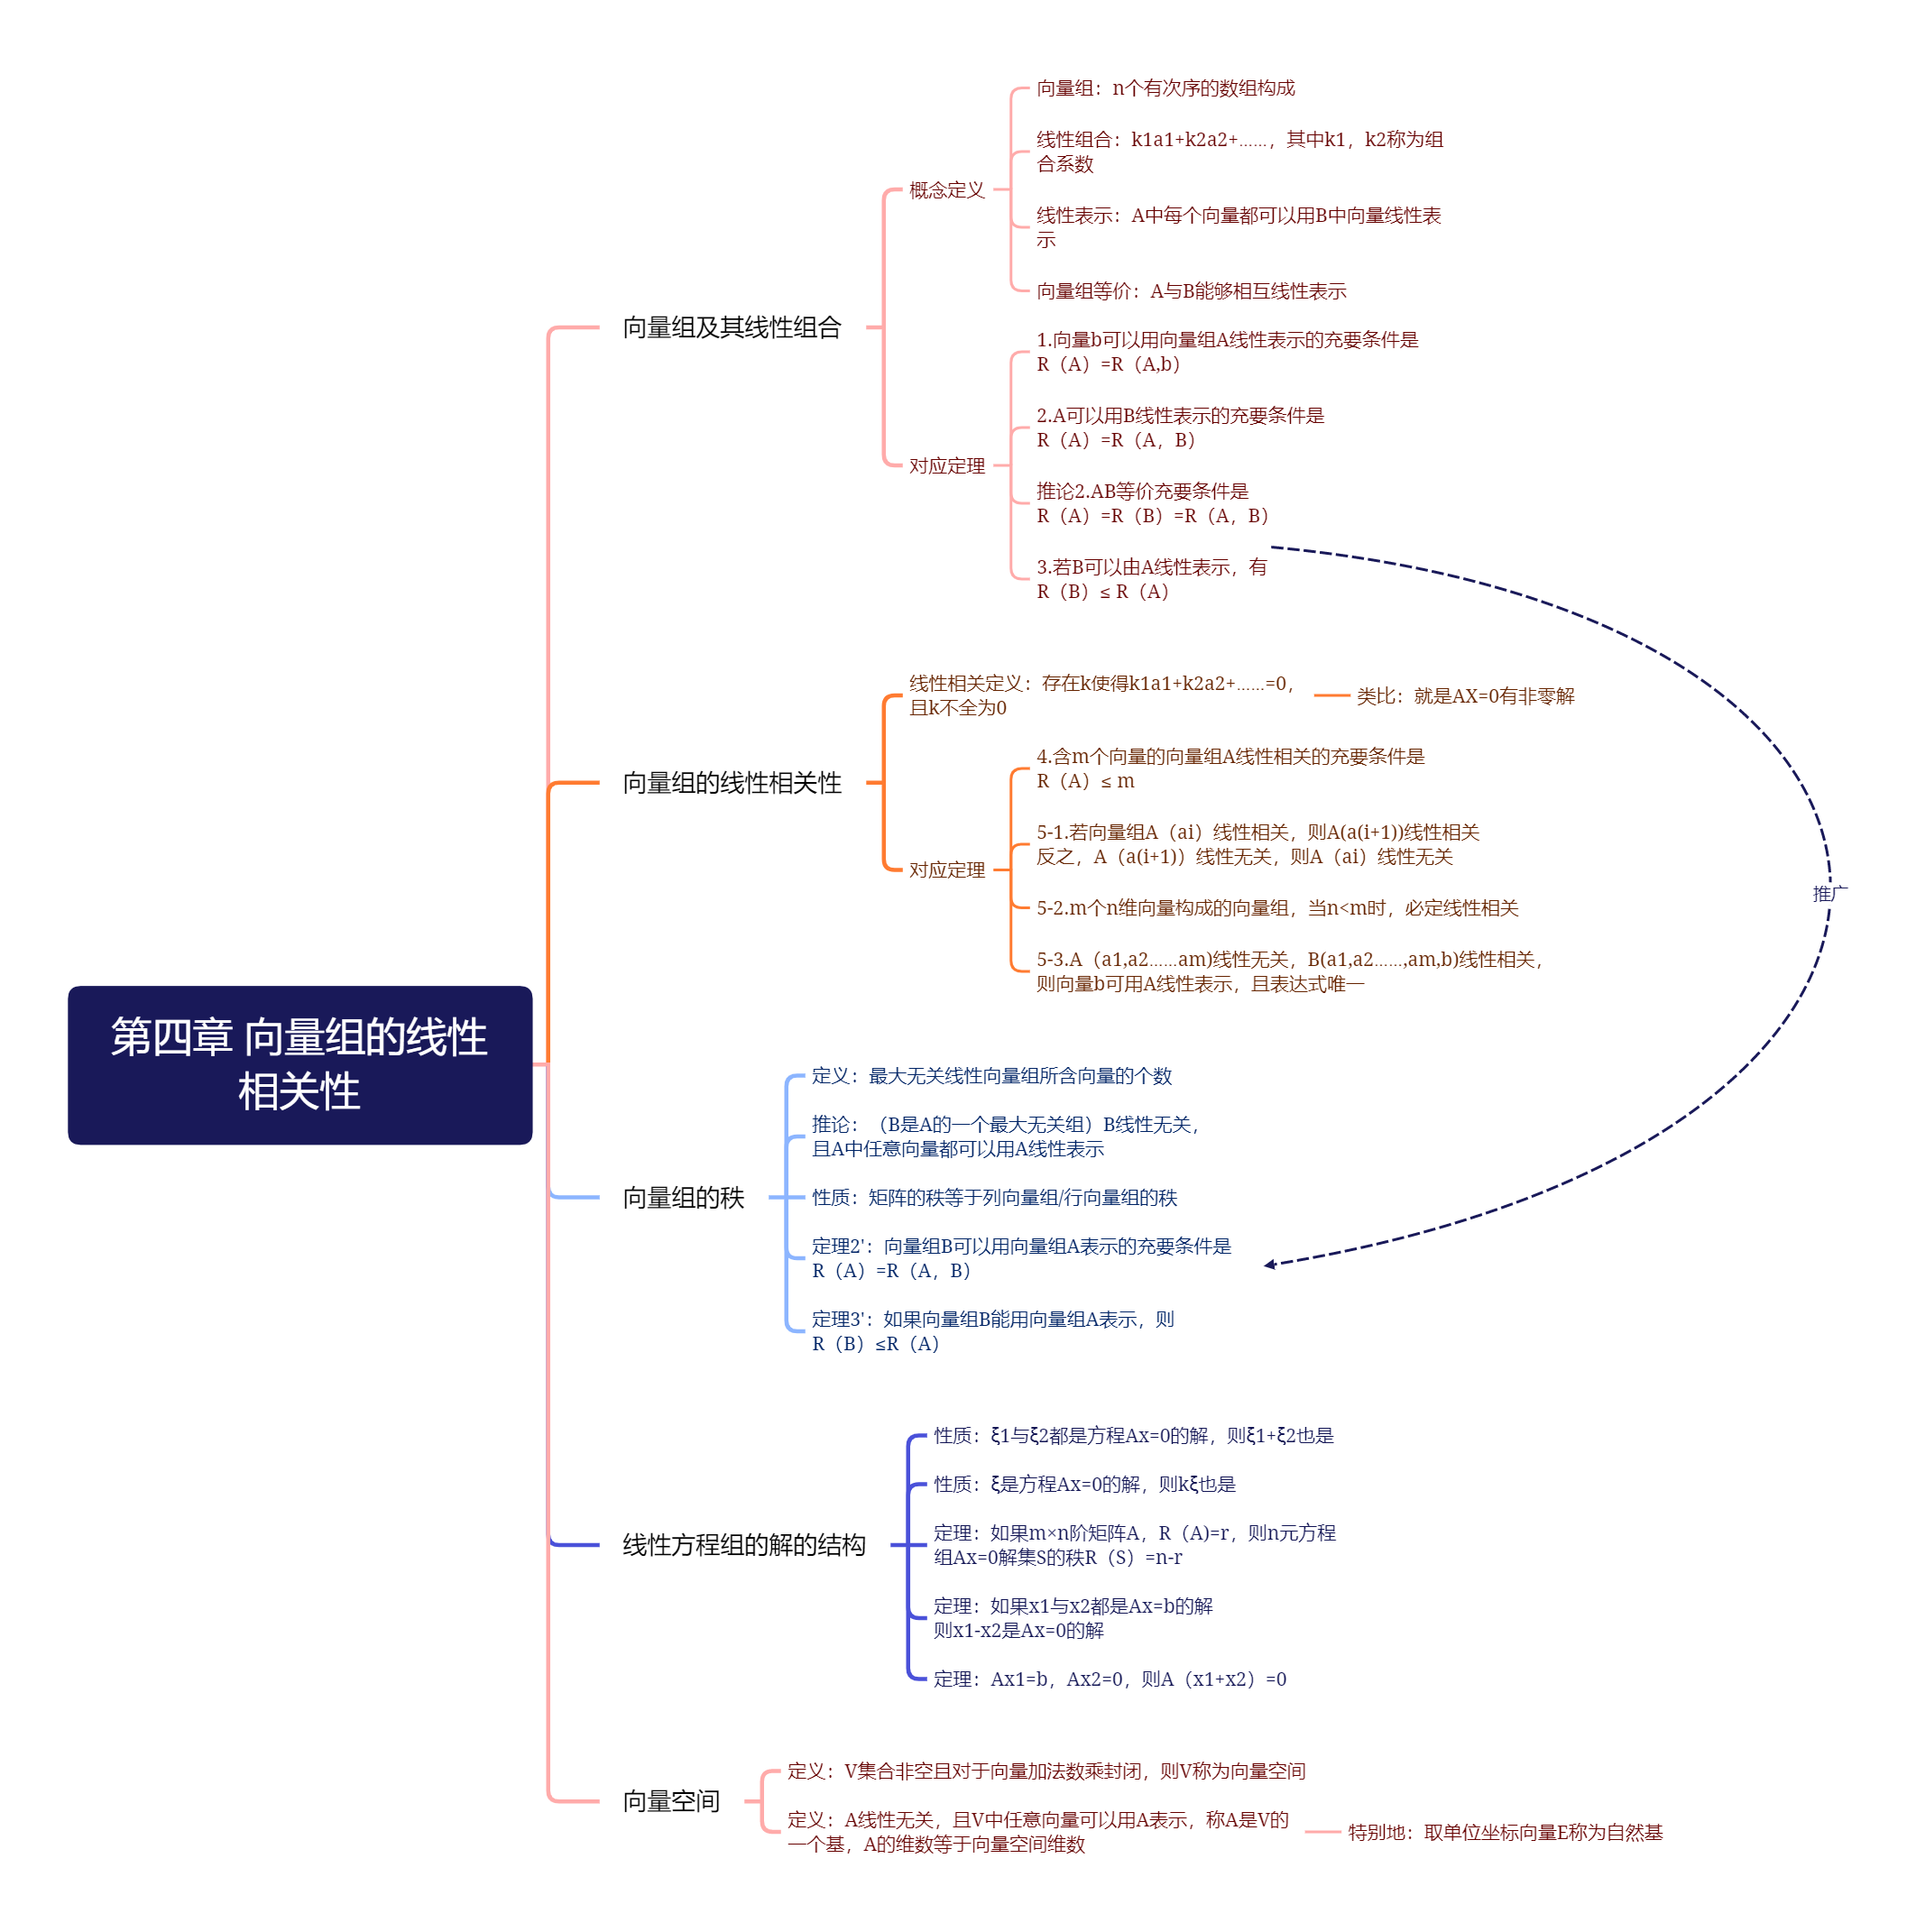 第四章 向量组的线性
相关性
向量组及其线性组合
概念定义
向量组：n个有次序的数组构成
线性组合：k1a1+k2a2+……，其中k1，k2称为组
合系数
线性表示：A中每个向量都可以用B中向量线性表
示
向量组等价：A与B能够相互线性表示
对应定理
1.向量b可以用向量组A线性表示的充要条件是
R（A）=R（A,b）
2.A可以用B线性表示的充要条件是
R（A）=R（A，B）
推论2.AB等价充要条件是
R（A）=R（B）=R（A，B）
3.若B可以由A线性表示，有
R（B）≤ R（A）
向量组的线性相关性
线性相关定义：存在k使得k1a1+k2a2+……=0，
且k不全为0
类比：就是AX=0有非零解
对应定理
4.含m个向量的向量组A线性相关的充要条件是
R（A）≤ m
5-1.若向量组A（ai）线性相关，则A(a(i+1))线性相关
反之，A（a(i+1)）线性无关，则A（ai）线性无关
5-2.m个n维向量构成的向量组，当n<m时，必定线性相关
5-3.A（a1,a2……am)线性无关，B(a1,a2……,am,b)线性相关，
则向量b可用A线性表示，且表达式唯一
推广
向量组的秩
定义：最大无关线性向量组所含向量的个数
推论：（B是A的一个最大无关组）B线性无关，
且A中任意向量都可以用A线性表示
性质：矩阵的秩等于列向量组/行向量组的秩
定理2'：向量组B可以用向量组A表示的充要条件是
R（A）=R（A，B）
定理3'：如果向量组B能用向量组A表示，则
R（B）≤R（A）
线性方程组的解的结构
性质：ξ1与ξ2都是方程Ax=0的解，则ξ1+ξ2也是
性质：ξ是方程Ax=0的解，则kξ也是
定理：如果m×n阶矩阵A，R（A)=r，则n元方程
组Ax=0解集S的秩R（S）=n-r
定理：如果x1与x2都是Ax=b的解
则x1-x2是Ax=0的解
定理：Ax1=b，Ax2=0，则A（x1+x2）=0
向量空间
定义：V集合非空且对于向量加法数乘封闭，则V称为向量空间
定义：A线性无关，且V中任意向量可以用A表示，称A是V的
一个基，A的维数等于向量空间维数
特别地：取单位坐标向量E称为自然基